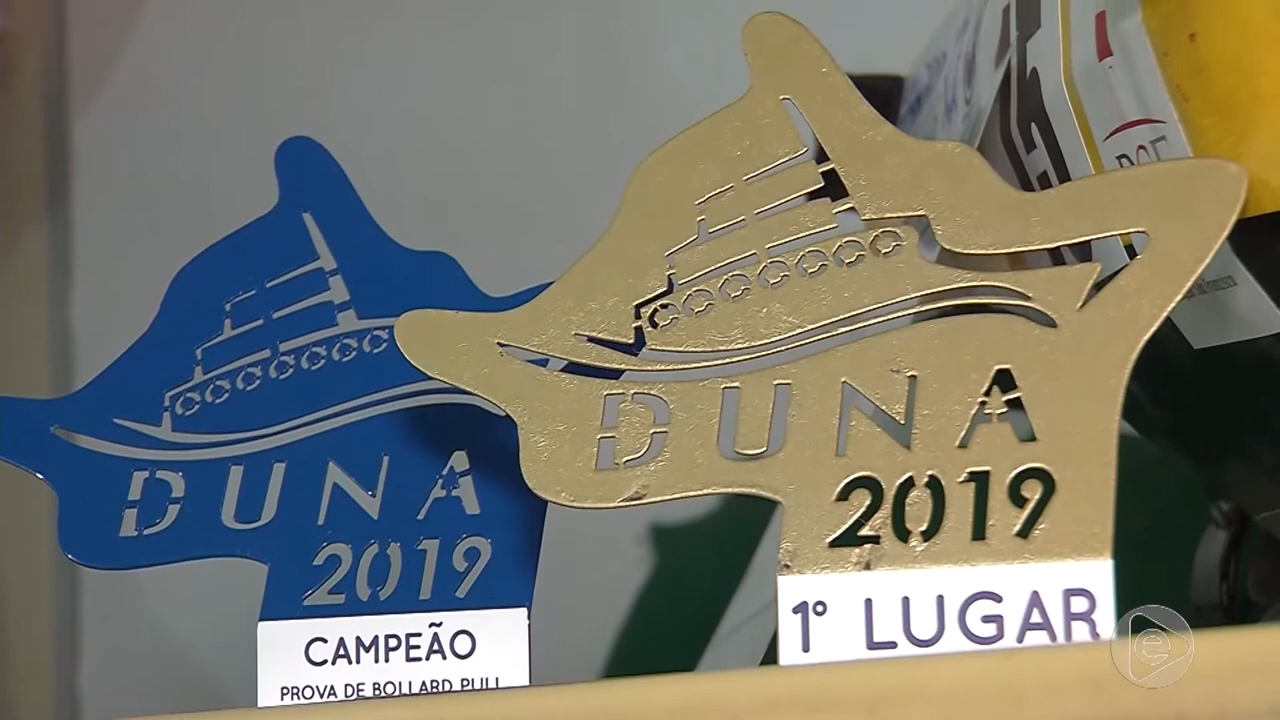 DUNA
2019
CAMPEÃO
PROVA DE BOLLARD PULL
DUNA
2019
1° LUGAR